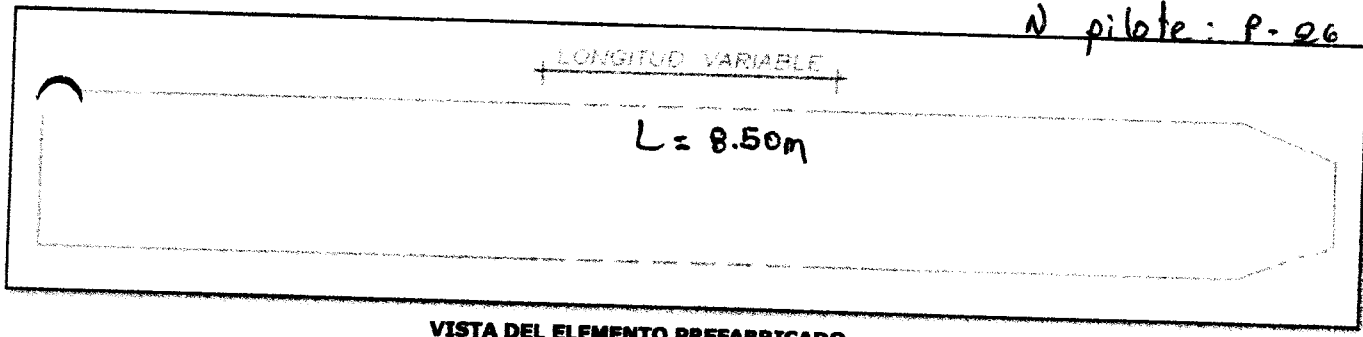 N pilote: P-26
LONGITUD VARIABLE
L = 8.50m
VISTA DEL ELEMENTO PREFABRICADO